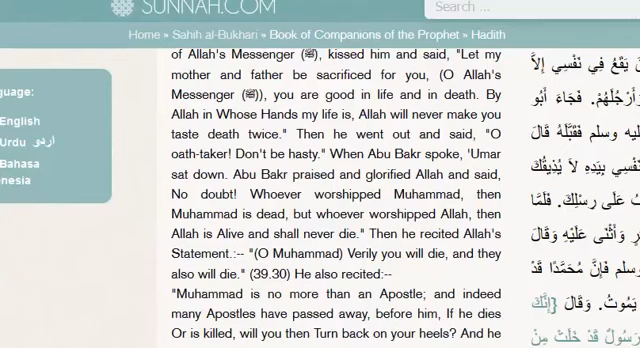 SUNNAH.COM
Search ...
Home » Sahih al-Bukhari » Book of Companions of the Prophet » Hadith
guage:
English
Urdu اردو
Bahasa
nesia
of Allah's Messenger (ﷺ), kissed him and said, "Let my
mother and father be sacrificed for you, (O Allah's
Messenger (ﷺ)), you are good in life and in death. By
Allah in Whose Hands my life is, Allah will never make you
taste death twice." Then he went out and said, "O
oath-taker! Don't be hasty." When Abu Bakr spoke, 'Umar
sat down. Abu Bakr praised and glorified Allah and said,
No doubt! Whoever worshipped Muhammad, then
Muhammad is dead, but whoever worshipped Allah, then
Allah is Alive and shall never die." Then he recited Allah's
Statement.:-- "(O Muhammad) Verily you will die, and they
also will die." (39.30) He also recited:--
"Muhammad is no more than an Apostle; and indeed
many Apostles have passed away, before him, If he dies
Or is killed, will you then Turn back on your heels? And he
نَ يَقَعُ فِي نَفْسِي إِلاَّ
وَأَرْجُلَهُمْ. فَجَاءَ أَبُو
ليه وسلم فَقَبَّلَهُ قَالَ
نَفْسِي بِيَدِهِ لاَ يُذِيقُكَ
عَلَى رِسْلِكَ. فَلَمَّا
رٍ وَأَثْنَى عَلَيْهِ وَقَالَ
وسلم فَإِنَّ مُحَمَّدًا قَدْ
يَمُوتُ. وَقَالَ {إِنَّكَ
رَسُولٌ قَدْ خَلَتْ مِنْ